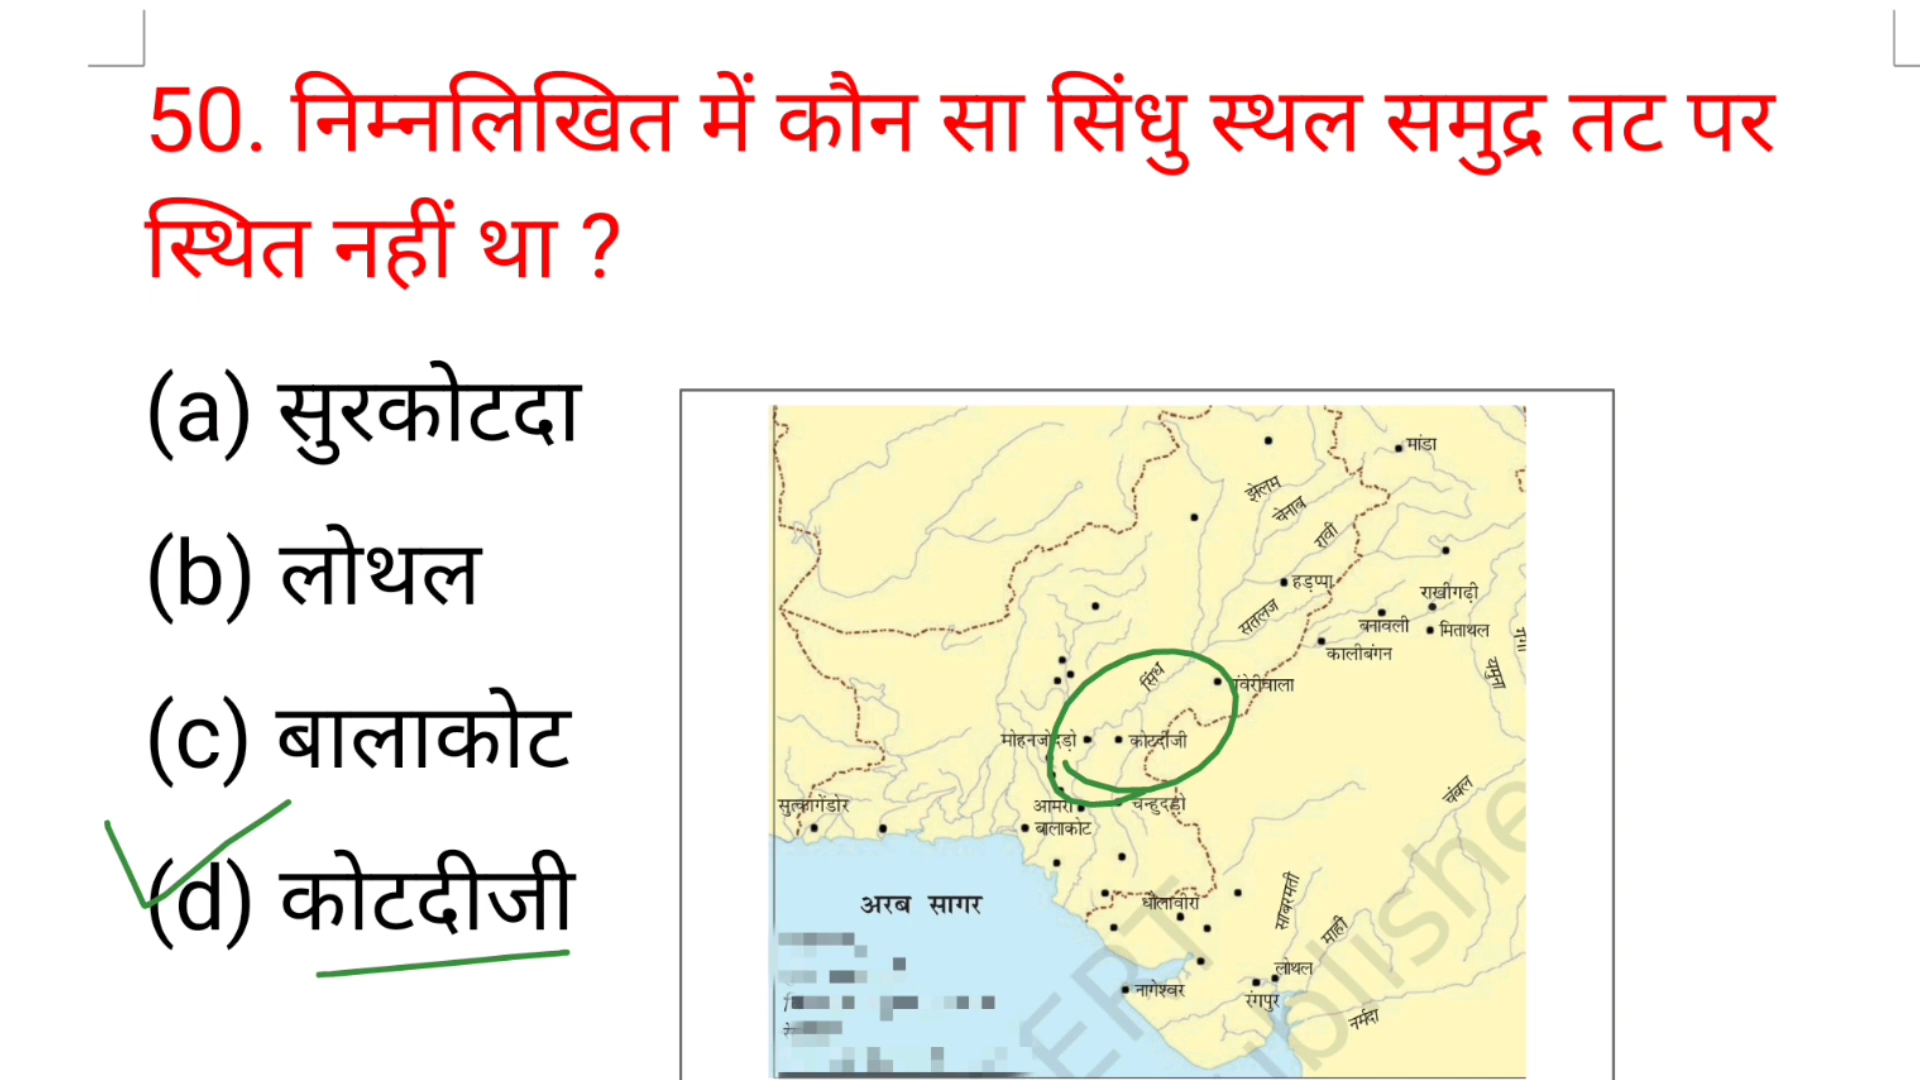 50. निम्नलिखित में कौन सा सिंधु स्थल समुद्र तट पर
स्थित नहीं था ?
(a) सुरकोटदा
(b) लोथल
(c) बालाकोट
(d) कोटदीजी
मांडा
झेलम
चेनाब
रावी
हड़प्पा
सतलज
राखीगढ़ी
बनावली
मिताथल
कालीबंगन
गंगा
यमुना
सिंध
गंवेरीवाला
मोहनजोदड़ो
कोटदीजी
सुत्कागेंडोर
आमरी
चन्हुदड़ो
बालाकोट
चंबल
अरब सागर
धौलावीरा
साबरमती
माही
लोथल
नागेश्वर
रंगपुर
नर्मदा